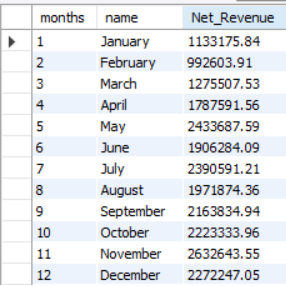 months name Net_Revenue
1 January 1133175.84
2 February 992603.91
3 March 1275507.53
4 April 1787591.56
5 May 2433687.59
6 June 1906284.09
7 July 2390591.21
8 August 1971874.36
9 September 2163834.94
10 October 2223333.96
11 November 2632643.55
12 December 2272247.05